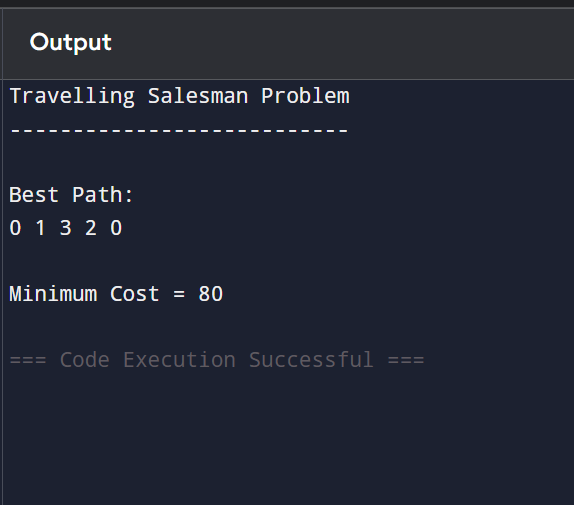 Output
Travelling Salesman Problem
---------------------------
Best Path:
0 1 3 2 0
Minimum Cost = 80
=== Code Execution Successful ===